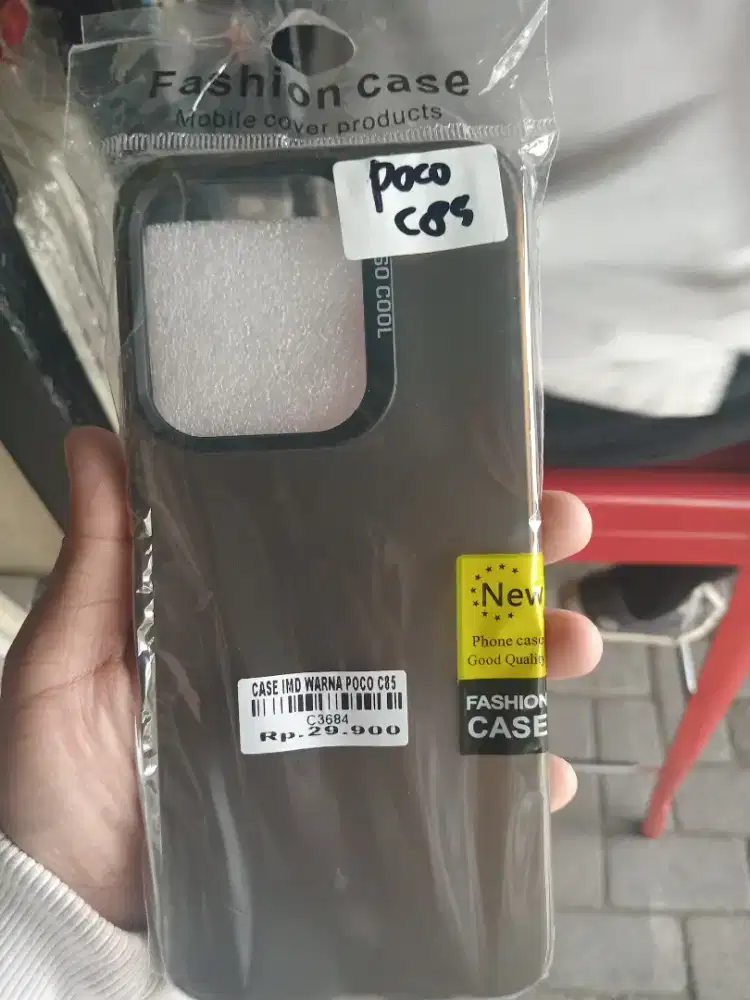 Fashion case
Mobile cover products
Poco
C85
SO COOL
New
Phone case
Good Quality
FASHION
CASE
CASE IMD WARNA POCO C85
C3684
Rp.29.900